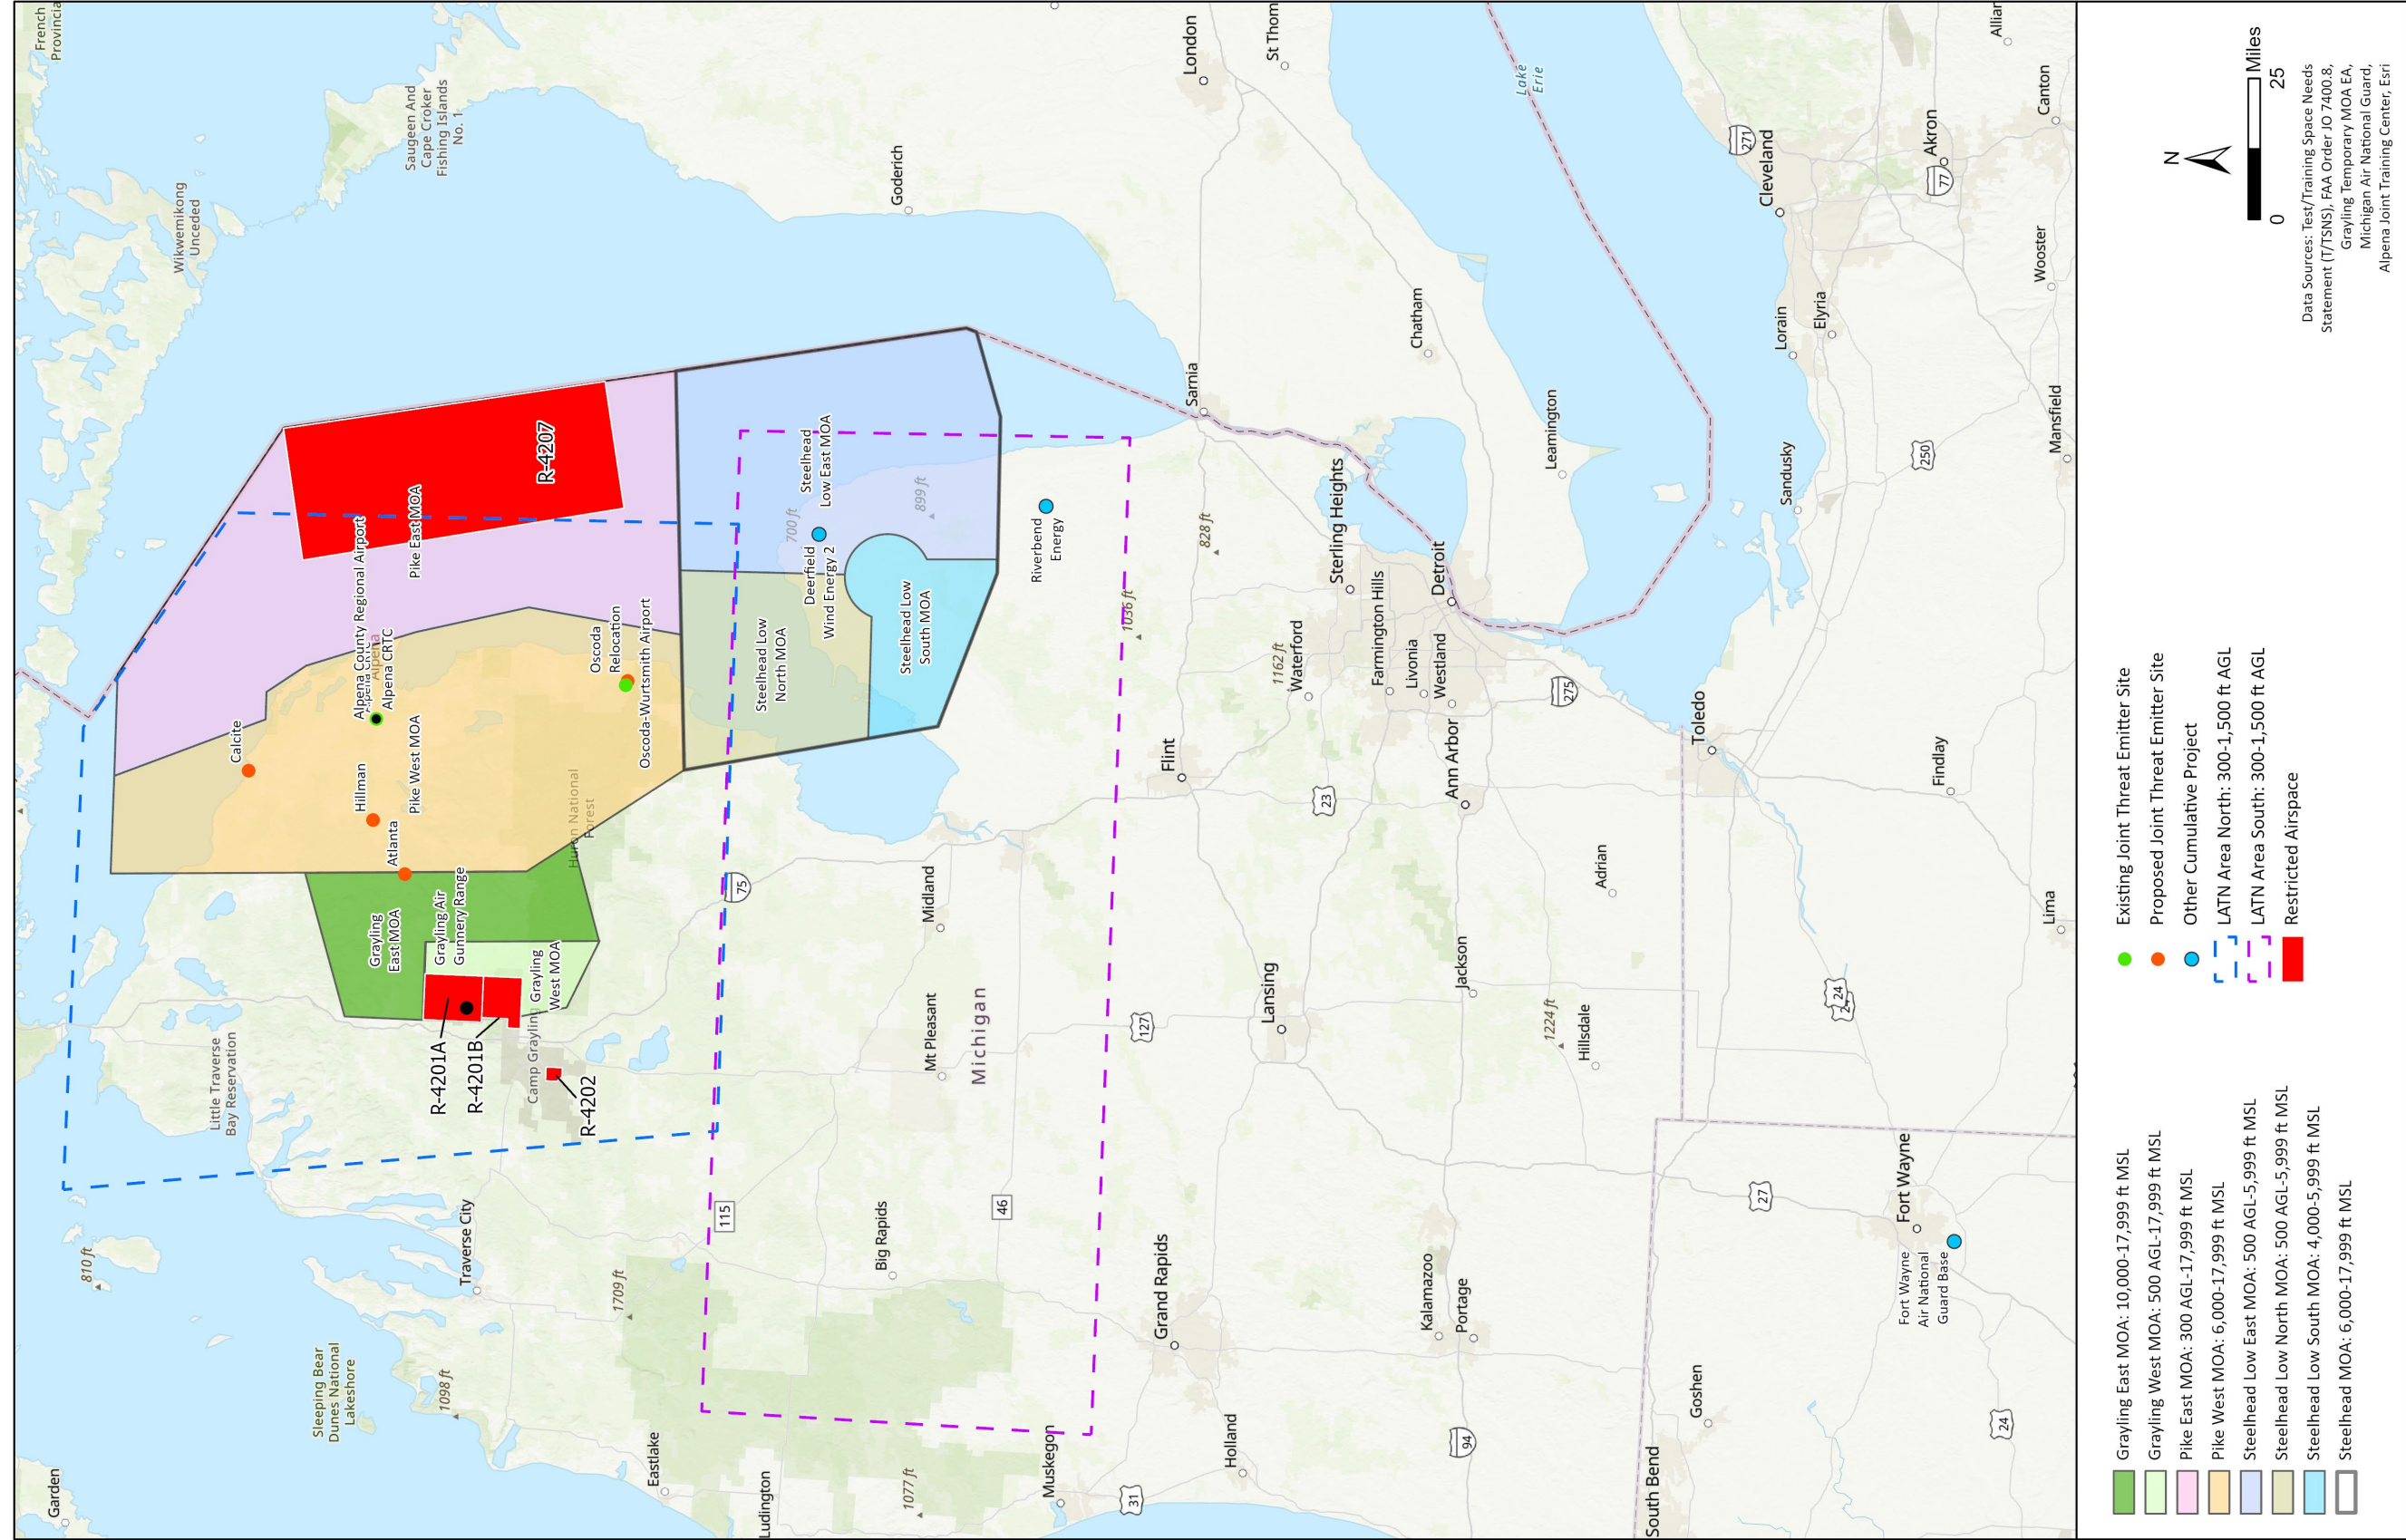 French
Provincia
Garden
810 ft
Wikwemikong
Unceded
Saugeen And
Cape Croker
Fishing Islands
No. 1
Little Traverse
Bay Reservation
Calcite
Sleeping Bear
Dunes National
Lakeshore
Hillman
Alpena County Regional Airport
Alpena CRTC
Alpena
Alpena CRTC
Atlanta
Pike West MOA
Pike East MOA
Grayling
East MOA
Grayling Air
Gunnery Range
R-4201A
R-4201B
Traverse City
1098 ft
Camp Grayling
Grayling
West MOA
R-4202
R-4207
Huron National
Forest
Oscoda
Relocation
Oscoda-Wurtsmith Airport
1709 ft
Eastlake
115
75
Steelhead Low
North MOA
Ludington
700 ft
Steelhead
Low East MOA
Deerfield
Wind Energy 2
Big Rapids
Goderich
899 ft
Steelhead Low
South MOA
1077 ft
Mt Pleasant
Midland
Michigan
46
Riverbend
Energy
Muskegon
31
127
1036 ft
Grand Rapids
Flint
London
Sarnia
828 ft
Holland
Lansing
St Thom
1162 ft
Waterford
23
Sterling Heights
Farmington Hills
Livonia
Westland
Detroit
Chatham
Kalamazoo
Portage
94
Jackson
Ann Arbor
Lake
Erie
1224 ft
Hillsdale
275
Leamington
Adrian
South Bend
Goshen
Toledo
271
Cleveland
27
Sandusky
Lorain
Elyria
24
Fort Wayne
Fort Wayne
Air National
Guard Base
250
Findlay
77
Akron
24
Allian
Lima
Wooster
Canton
Mansfield
Grayling East MOA: 10,000-17,999 ft MSL
Grayling West MOA: 500 AGL-17,999 ft MSL
Pike East MOA: 300 AGL-17,999 ft MSL
Pike West MOA: 6,000-17,999 ft MSL
Steelhead Low East MOA: 500 AGL-5,999 ft MSL
Steelhead Low North MOA: 500 AGL-5,999 ft MSL
Steelhead Low South MOA: 4,000-5,999 ft MSL
Steelhead MOA: 6,000-17,999 ft MSL
Existing Joint Threat Emitter Site
Proposed Joint Threat Emitter Site
Other Cumulative Project
LATN Area North: 300-1,500 ft AGL
LATN Area South: 300-1,500 ft AGL
Restricted Airspace
N
0 25 Miles
Data Sources: Test/Training Space Needs
Statement (T/TSNS), FAA Order JO 7400.8,
Grayling Temporary MOA EA,
Michigan Air National Guard,
Alpena Joint Training Center, Esri